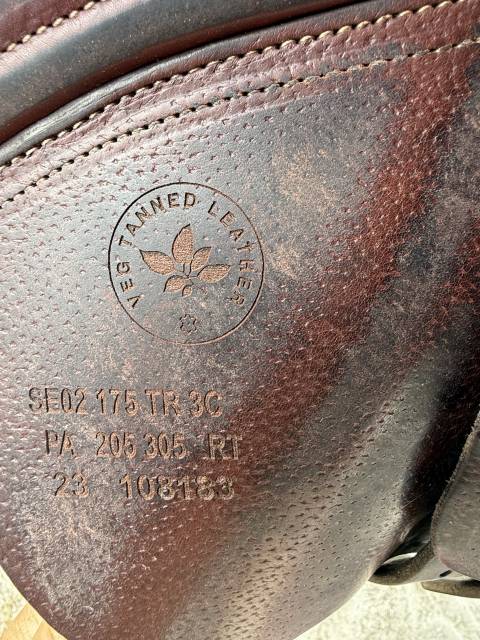 VEG TANNED LEATHER
SE02 175 TR 3C
PA 205 305 RT
23 108183